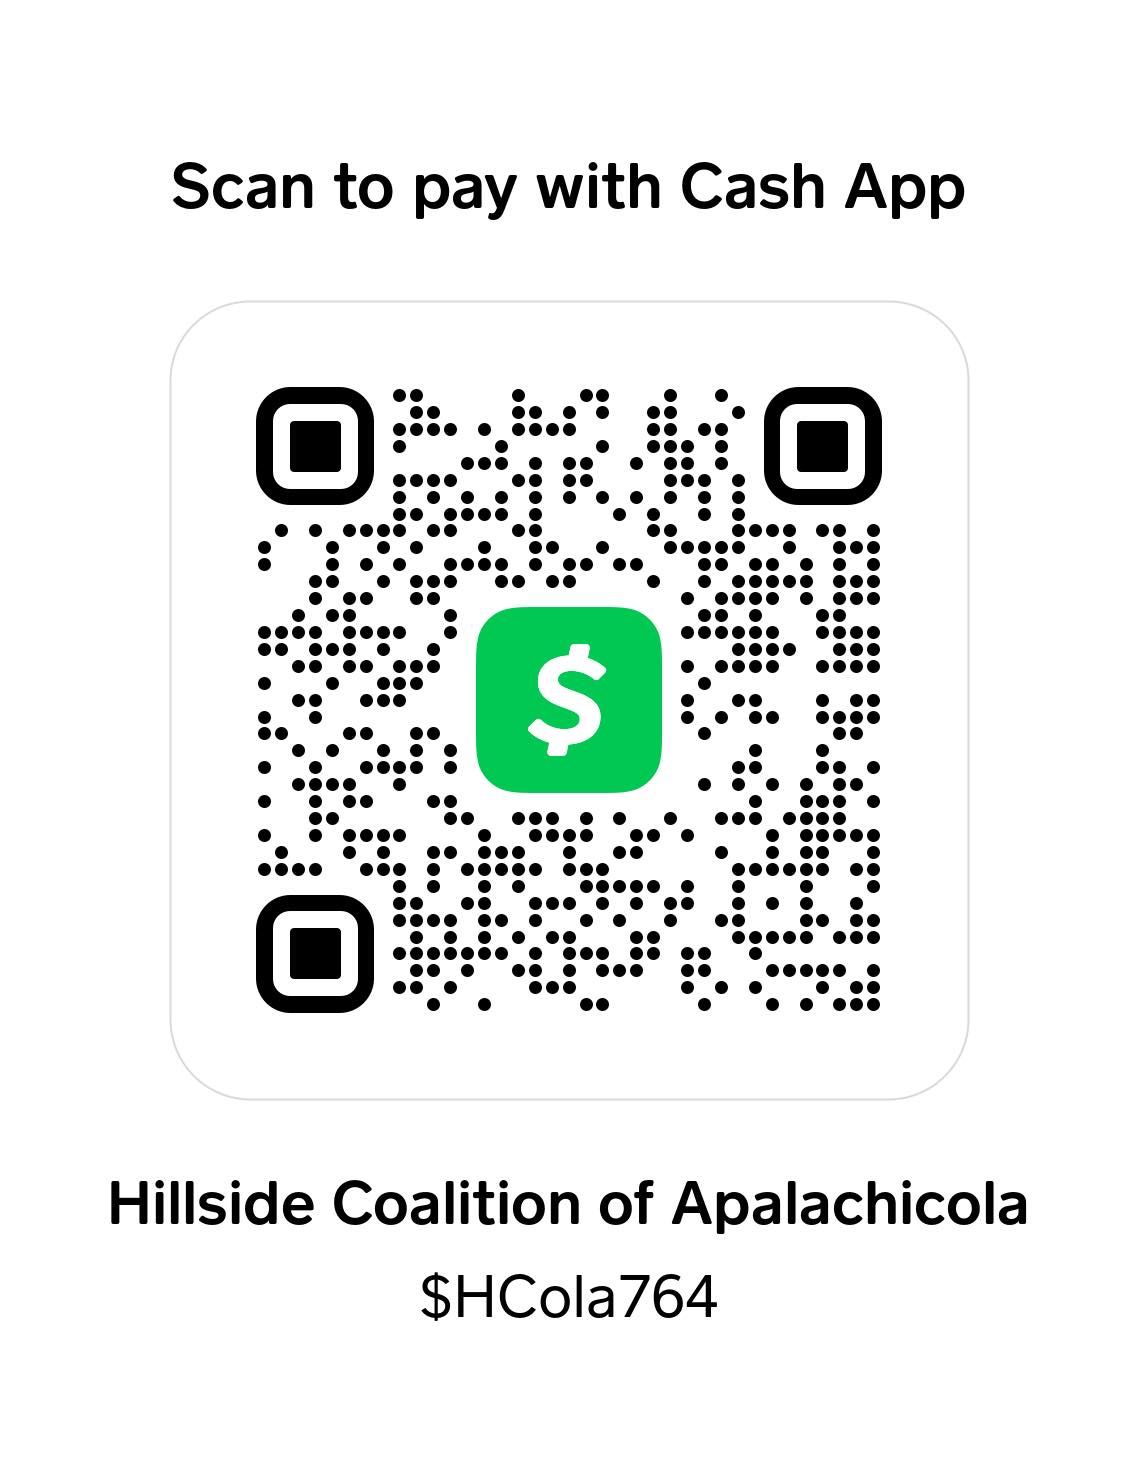 Scan to pay with Cash App
$
Hillside Coalition of Apalachicola
$HCola764